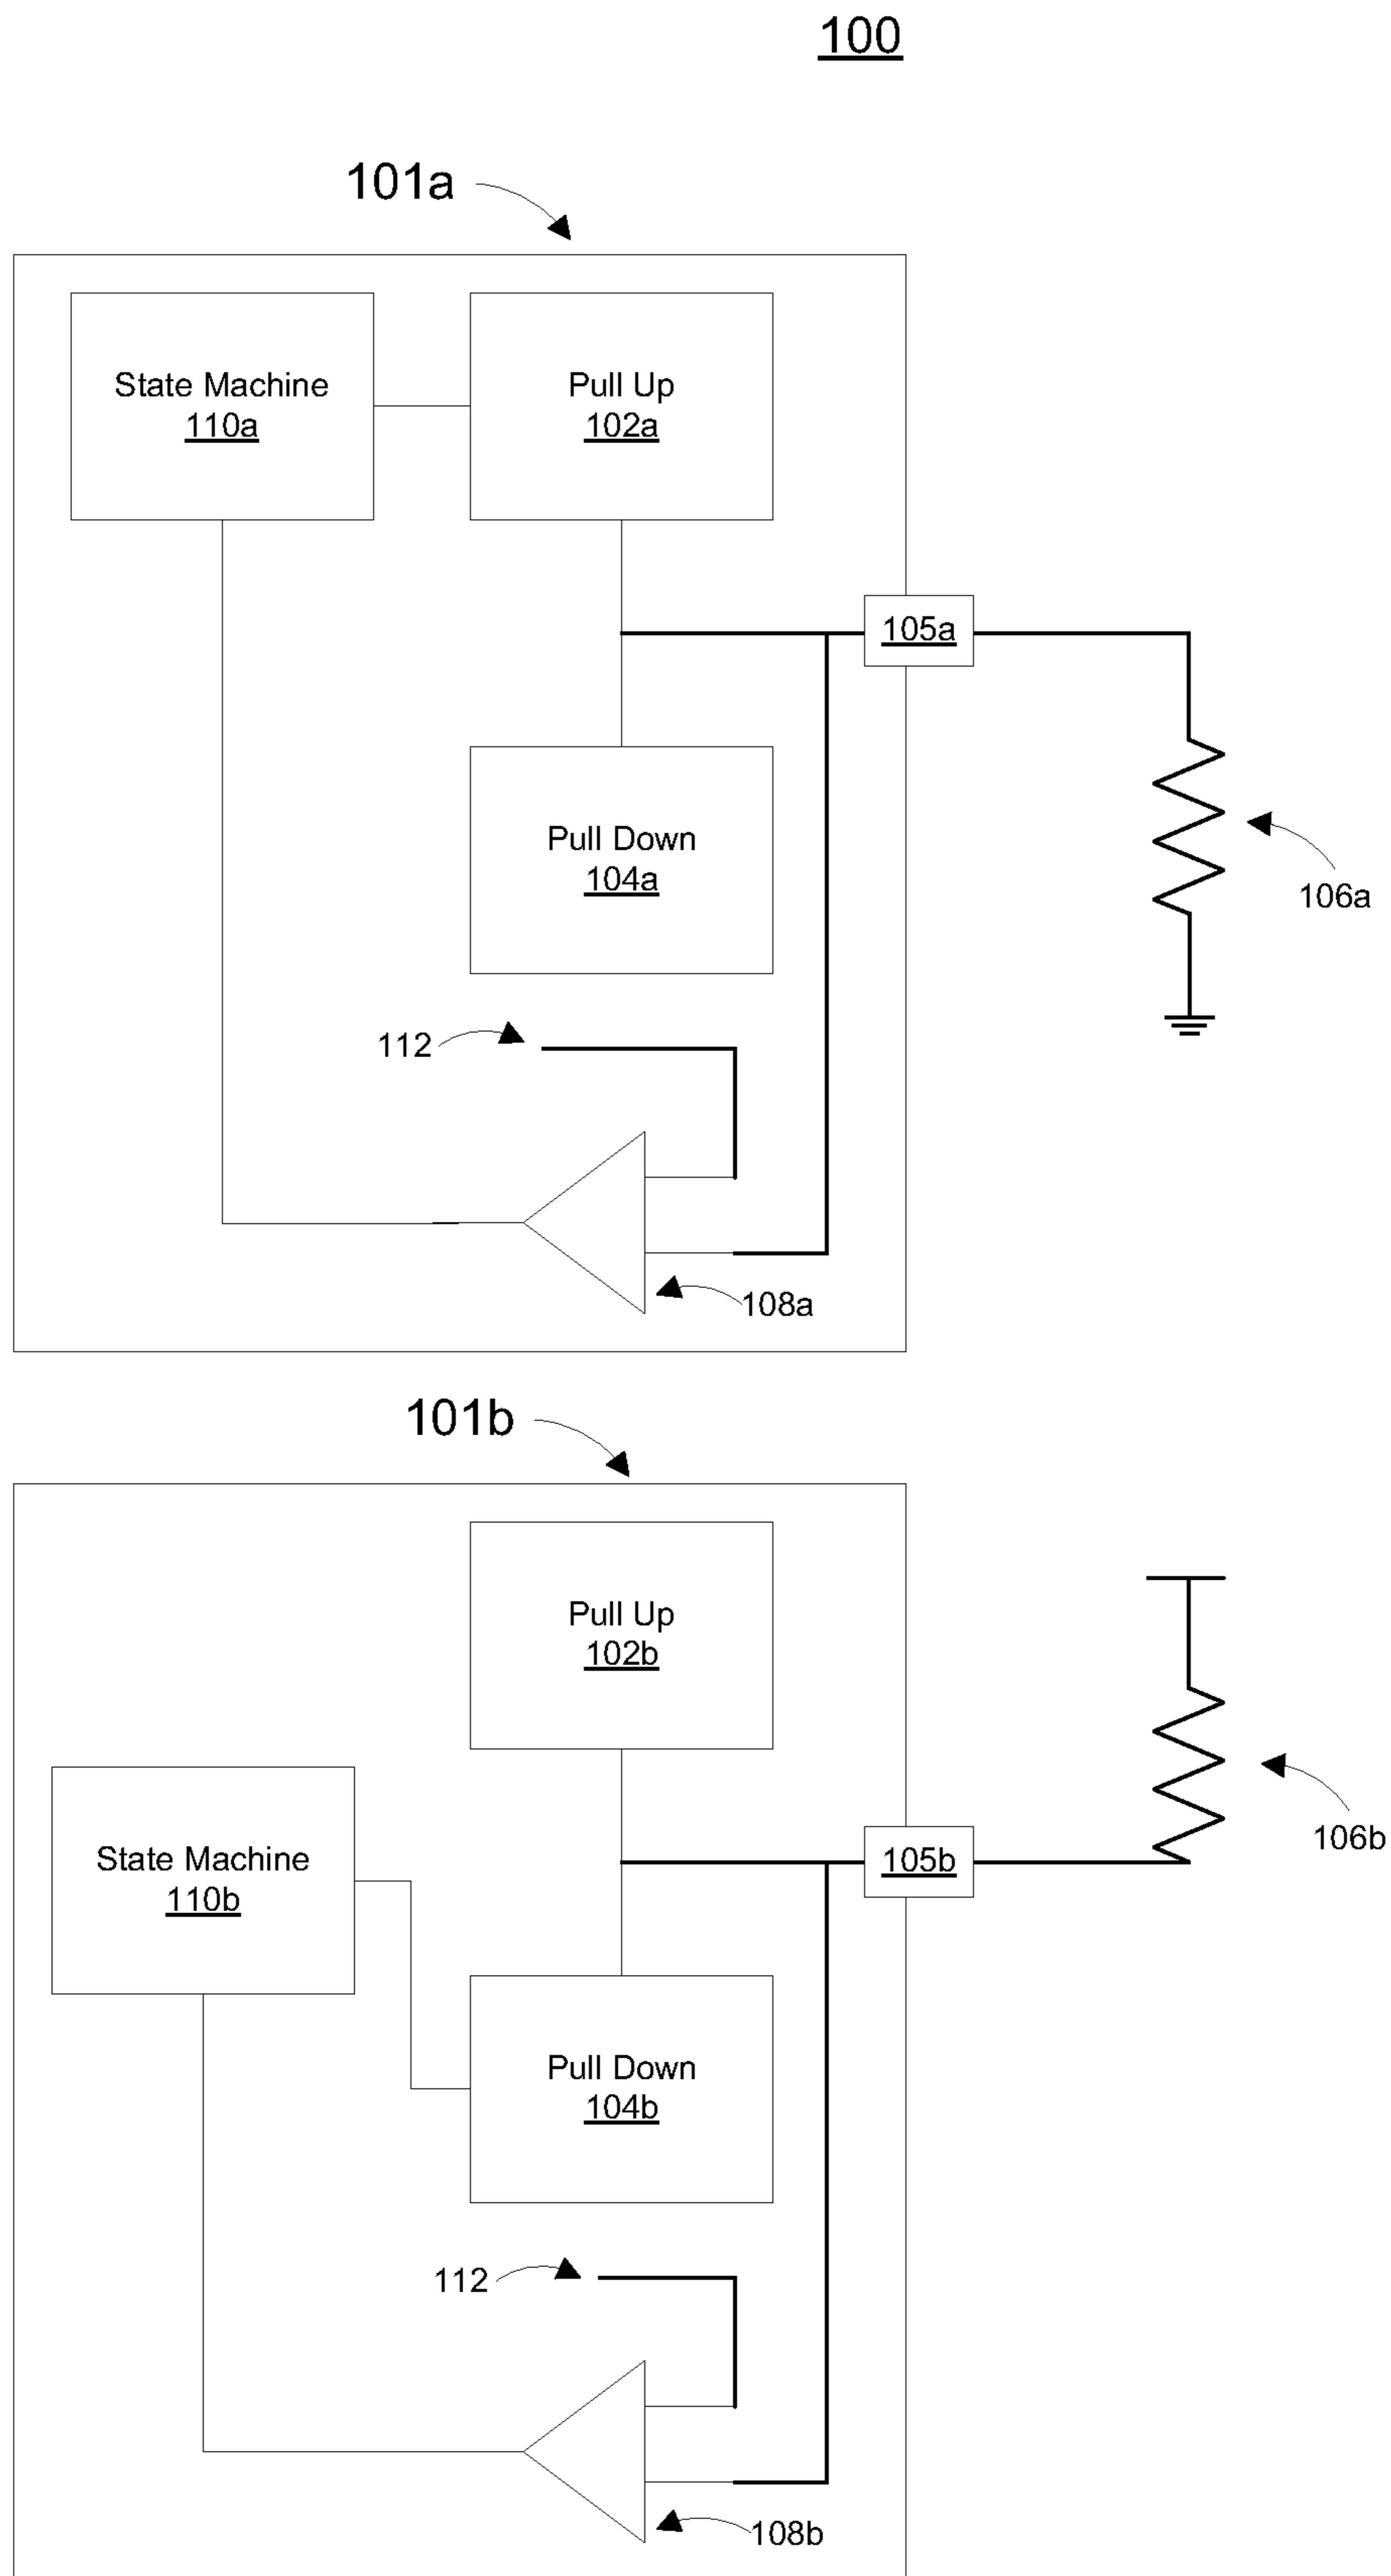 100
101a
State Machine
110a
Pull Up
102a
105a
Pull Down
104a
106a
112
108a
101b
Pull Up
102b
State Machine
110b
105b
106b
Pull Down
104b
112
108b